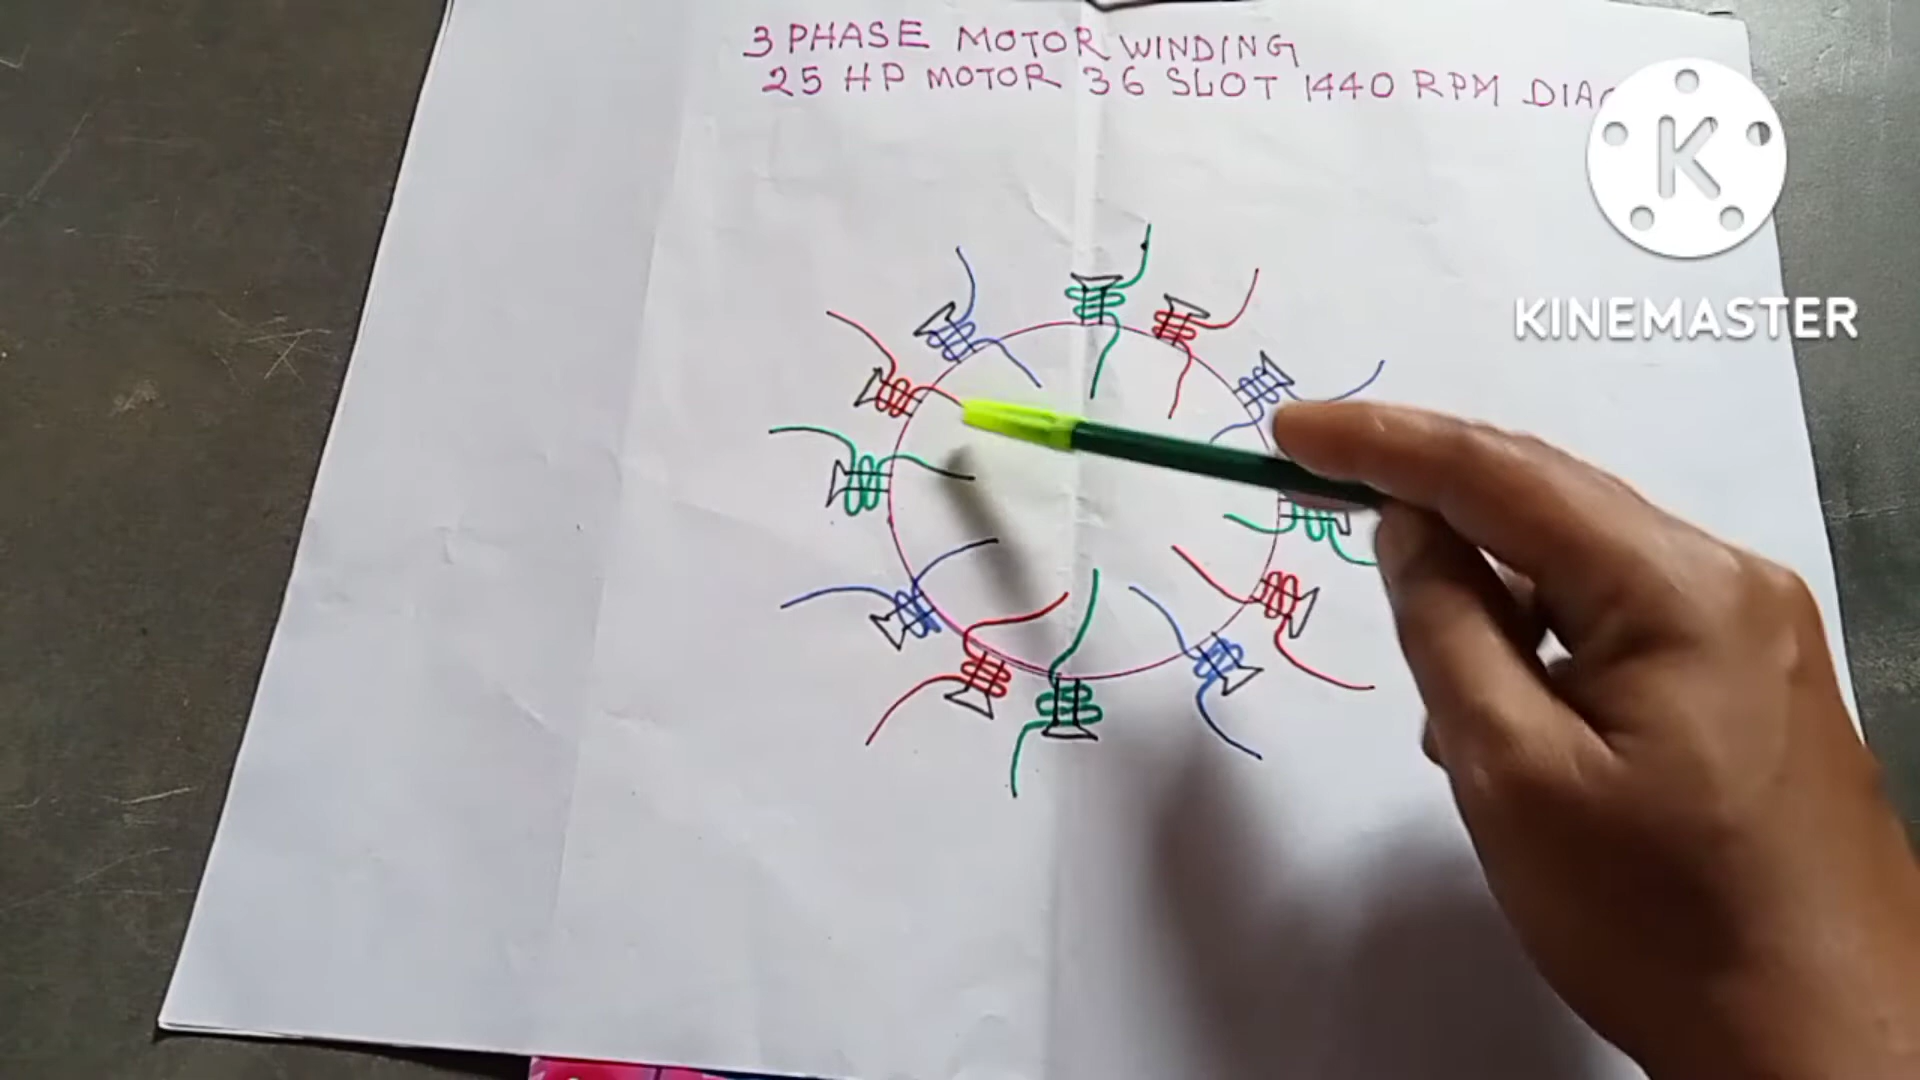 3 PHASE MOTOR WINDING
25 HP MOTOR 36 SLOT 1440 RPM
K
KINEMASTER